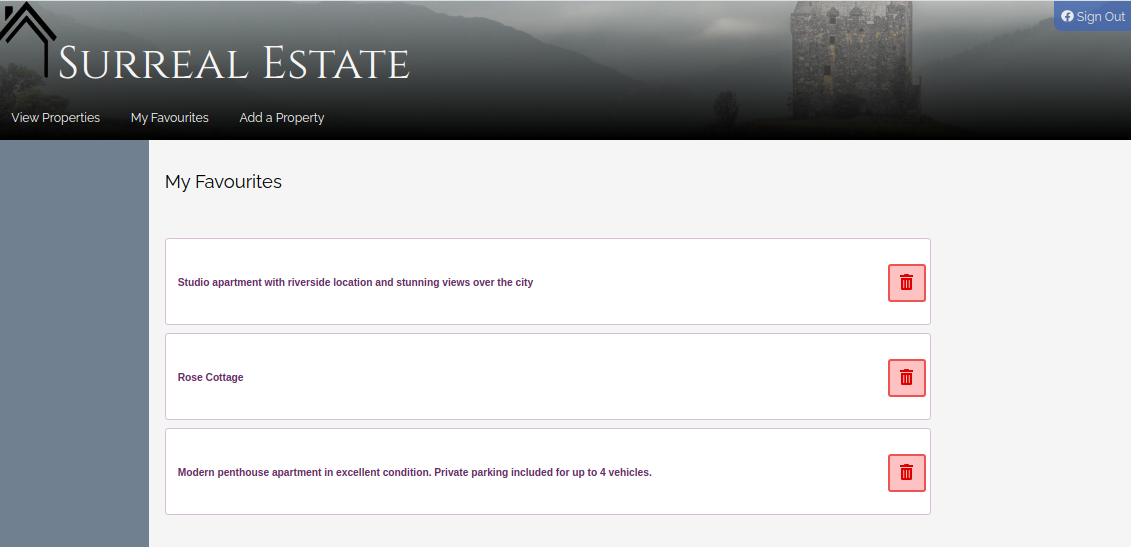 Surreal Estate
Sign Out
View Properties
My Favourites
Add a Property
My Favourites
Studio apartment with riverside location and stunning views over the city
Rose Cottage
Modern penthouse apartment in excellent condition. Private parking included for up to 4 vehicles.